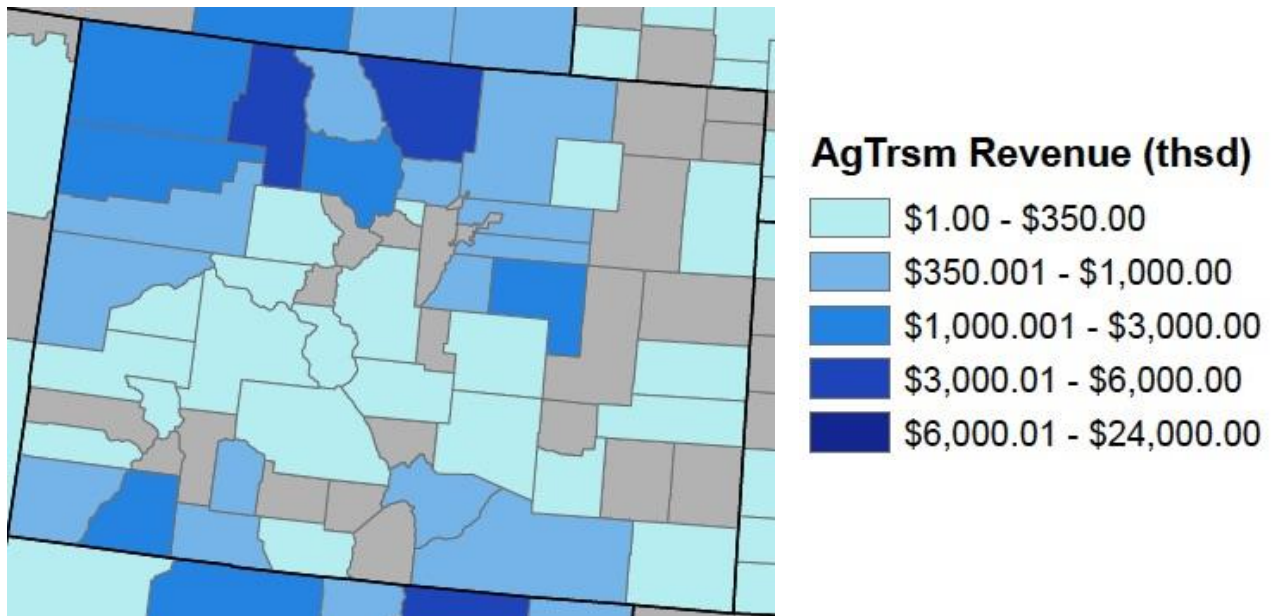 AgTrsm Revenue (thsd)
$1.00 - $350.00
$350.001 - $1,000.00
$1,000.001 - $3,000.00
$3,000.01 - $6,000.00
$6,000.01 - $24,000.00